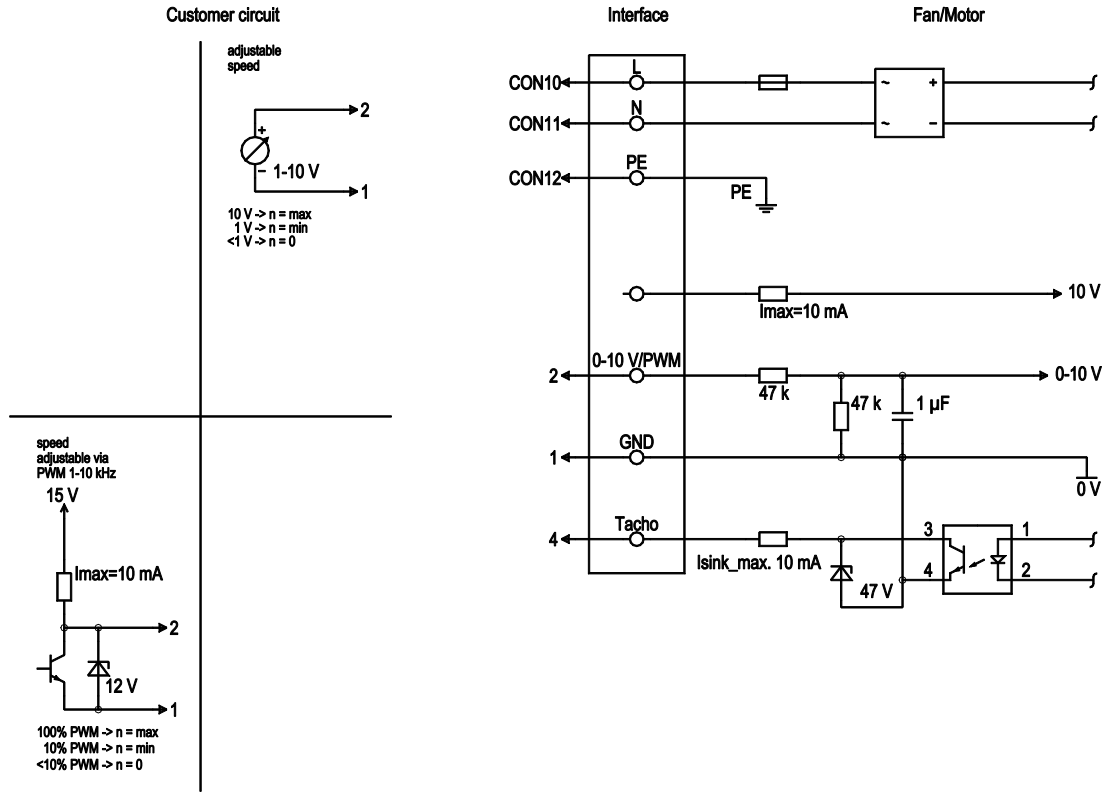 Customer circuit
Interface
Fan/Motor
adjustable
speed
2
+
− 1-10 V
1
10 V -> n = max
1 V -> n = min
<1 V -> n = 0
CON10
L
~ +
CON11
N
~ −
CON12
PE
PE
10 V
Imax=10 mA
0-10 V/PWM
2
0-10 V
47 k
47 k
1 µF
GND
1
0 V
Tacho
4
3
1
Isink_max. 10 mA
4
2
47 V
speed
adjustable via
PWM 1-10 kHz
15 V
Imax=10 mA
2
12 V
1
100% PWM -> n = max
10% PWM -> n = min
<10% PWM -> n = 0